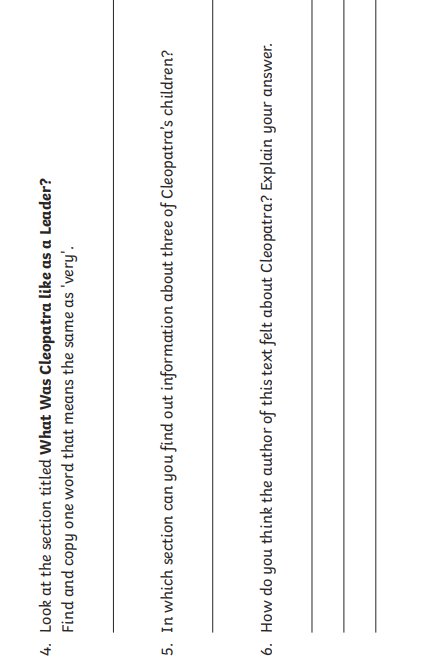 4. Look at the section titled What Was Cleopatra like as a Leader?
Find and copy one word that means the same as 'very'.
5. In which section can you find out information about three of Cleopatra's children?
6. How do you think the author of this text felt about Cleopatra? Explain your answer.